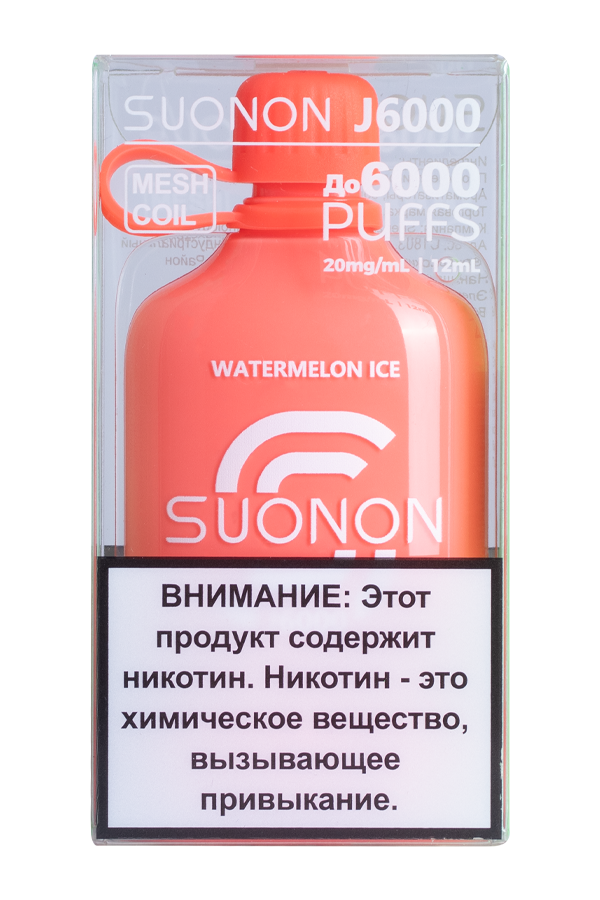 SUONON J6000
MESH
COIL
До6000
PUFFS
20mg/mL | 12mL
WATERMELON ICE
SUONON
ВНИМАНИЕ: Этот
продукт содержит
никотин. Никотин - это
химическое вещество,
вызывающее
привыкание.